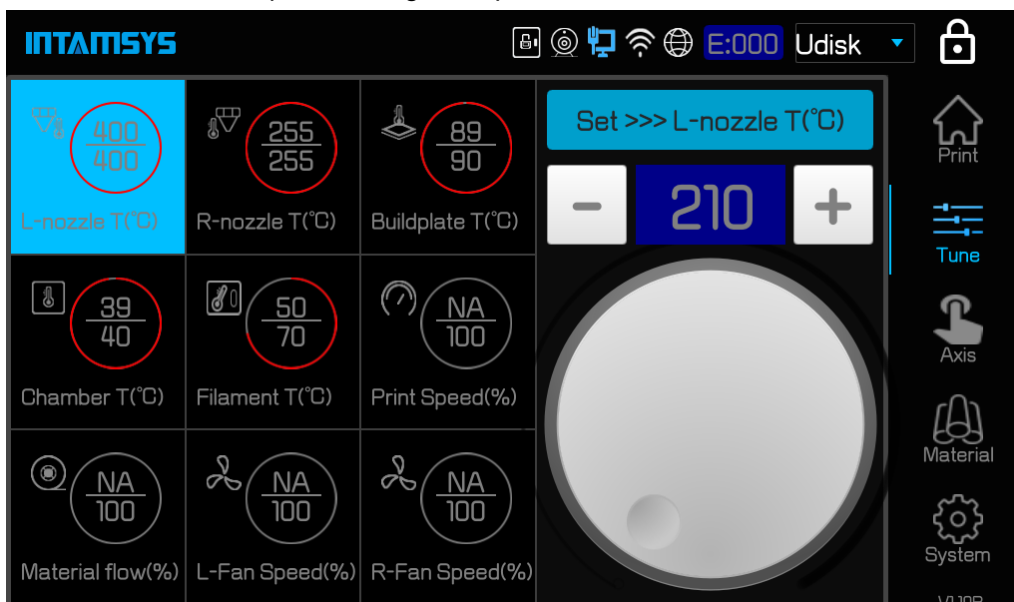 INTAMSYS
E:000
Udisk
400
400
L-nozzle T(℃)
255
255
R-nozzle T(℃)
89
90
Buildplate T(℃)
Set >>> L-nozzle T(℃)
- 210 +
39
40
Chamber T(℃)
50
70
Filament T(℃)
NA
100
Print Speed(%)
NA
100
Material flow(%)
NA
100
L-Fan Speed(%)
NA
100
R-Fan Speed(%)
Print
Tune
Axis
Material
System